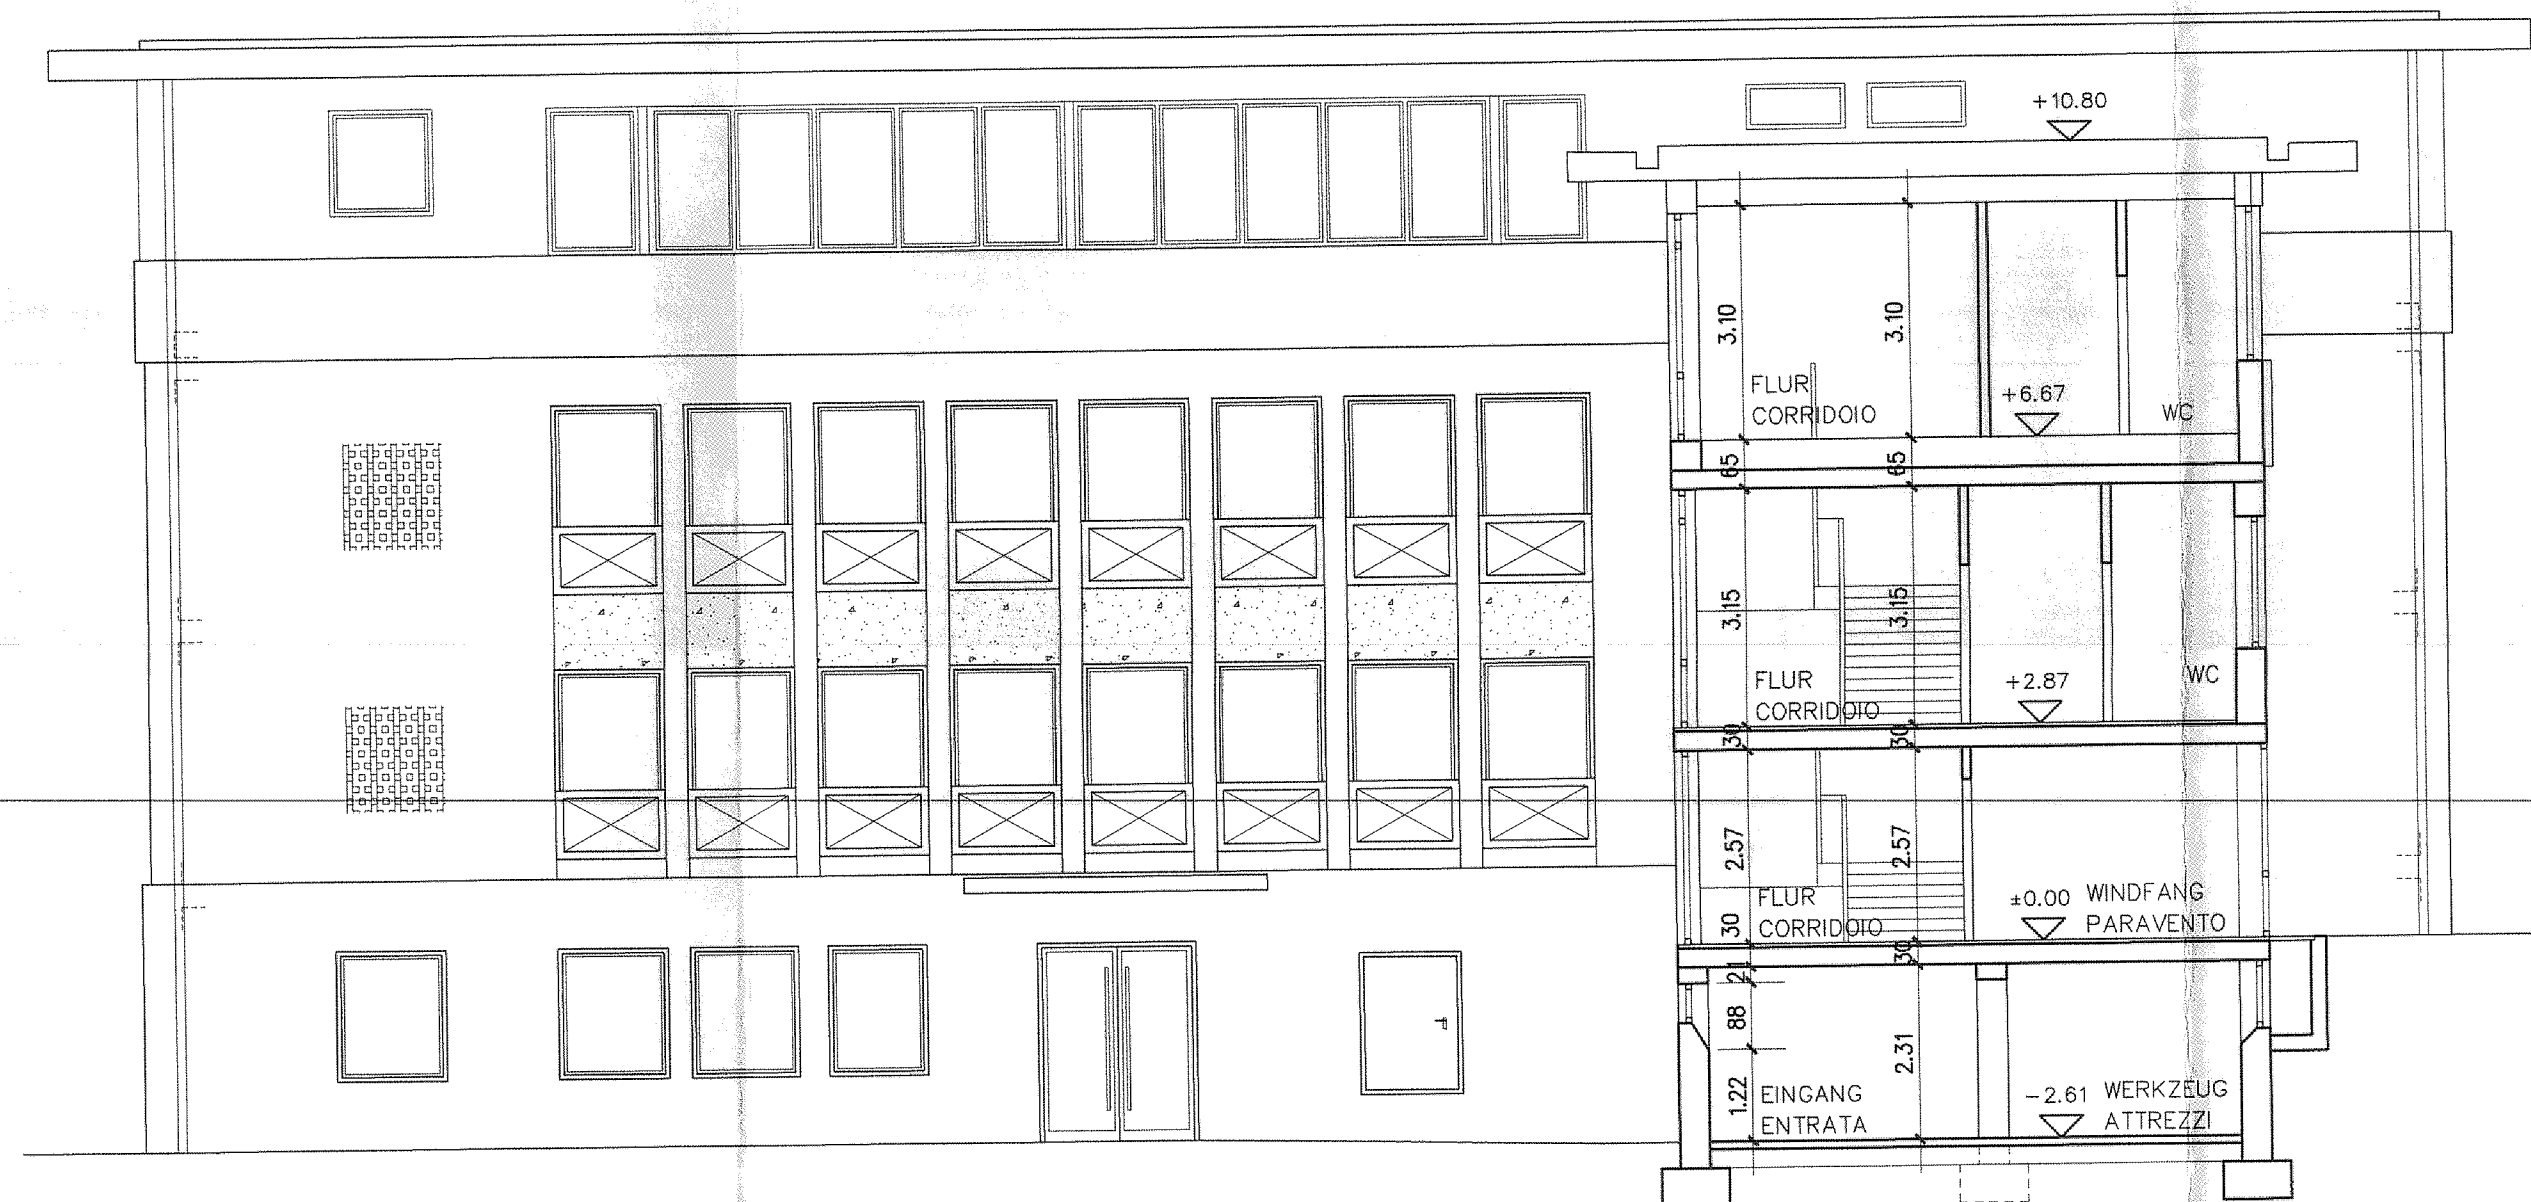 +10.80
3.10
3.10
FLUR
CORRIDOIO
+6.67
WC
65
65
3.15
3.15
FLUR
CORRIDOIO
+2.87
WC
30
30
2.57
2.57
FLUR
CORRIDOIO
±0.00
WINDFANG
PARAVENTO
30
30
21
88
2.31
1.22
EINGANG
ENTRATA
-2.61
WERKZEUG
ATTREZZI